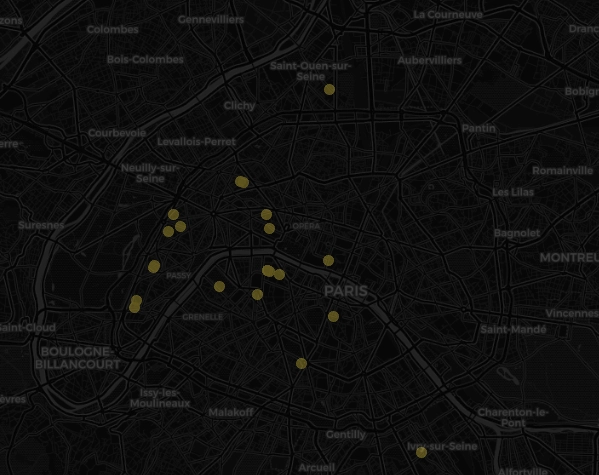 La Courneuve
zons
Gennevilliers
Colombes
Dranc
Bois-Colombes
Aubervilliers
Saint-Ouen-sur-
Seine
Bobign
Clichy
Pantin
Courbevoie
Levallois-Perret
erre-
Neuilly-sur-
Seine
Romainville
Les Lilas
Suresnes
OPÉRA
Bagnolet
MONTREU
PASSY
PARIS
GRENELLE
Vincennes
Saint-Cloud
Saint-Mandé
BOULOGNE-
BILLANCOURT
Issy-les-
Moulineaux
èvres
Malakoff
Charenton-le-
Pont
Gentilly
Ivry-sur-Seine
Arcueil
Alfortville